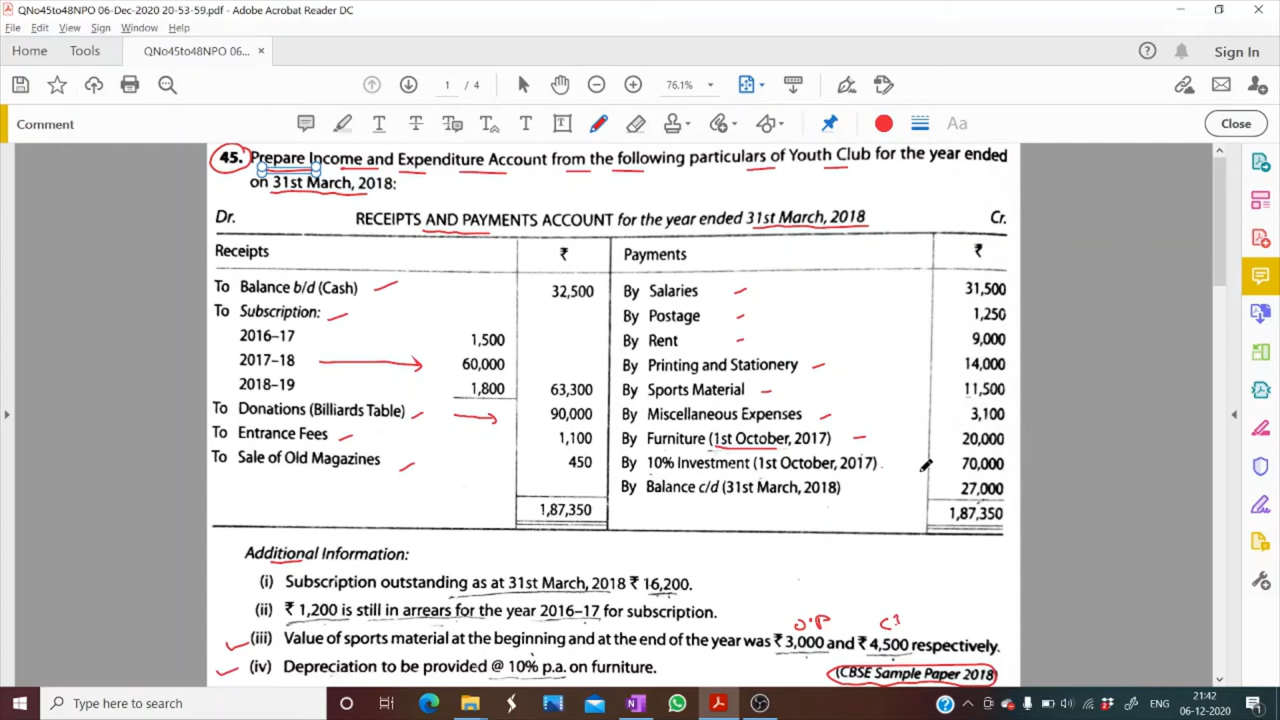 QNo45to48NPO 06-Dec-2020 20-53-59.pdf - Adobe Acrobat Reader DC
File Edit View Sign Window Help
Home Tools QNo45to48NPO 06... × Sign In
1 / 4 76.1%
Comment Close
45. Prepare Income and Expenditure Account from the following particulars of Youth Club for the year ended
on 31st March, 2018:
Dr. RECEIPTS AND PAYMENTS ACCOUNT for the year ended 31st March, 2018 Cr.
Receipts ₹ Payments ₹
To Balance b/d (Cash) 32,500 By Salaries 31,500
To Subscription: By Postage 1,250
2016–17 1,500 By Rent 9,000
2017–18 60,000 By Printing and Stationery 14,000
2018–19 1,800 63,300 By Sports Material 11,500
To Donations (Billiards Table) 90,000 By Miscellaneous Expenses 3,100
To Entrance Fees 1,100 By Furniture (1st October, 2017) 20,000
To Sale of Old Magazines 450 By 10% Investment (1st October, 2017) 70,000
By Balance c/d (31st March, 2018) 27,000
1,87,350 1,87,350
Additional Information:
(i) Subscription outstanding as at 31st March, 2018 ₹ 16,200.
(ii) ₹ 1,200 is still in arrears for the year 2016–17 for subscription.
O.P
(iii) Value of sports material at the beginning and at the end of the year was ₹ 3,000 and ₹ 4,500 respectively.
(iv) Depreciation to be provided @ 10% p.a. on furniture.
(CBSE Sample Paper 2018)
Type here to search ENG 21:42
06-12-2020